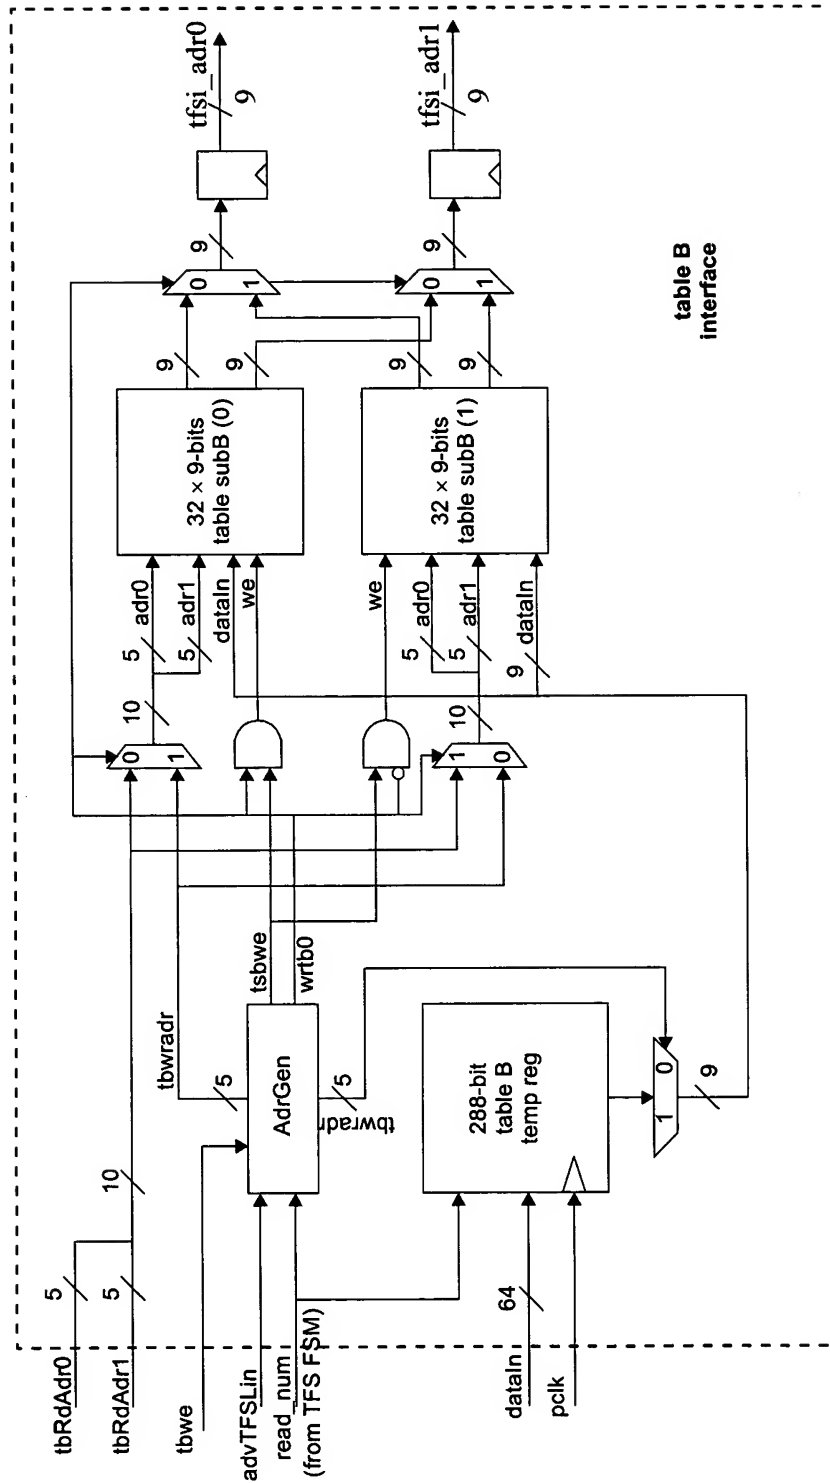 tbRdAdr0
5
tbRdAdr1
5
10
tbwe
advTFSLin
read_num
(from TFS FSM)
dataIn
64
pclk
AdrGen
tbwradr
5
tbwradr
5
tsbwe
wrtb0
288-bit
table B
temp reg
1
0
9
0
1
10
5
adr0
5
adr1
dataIn
we
32 × 9-bits
table subB (0)
9
9
1
0
10
we
5
adr0
5
adr1
9
dataIn
32 × 9-bits
table subB (1)
9
9
0
1
9
tfsi_adr0
9
0
1
9
tfsi_adr1
9
table B
interface